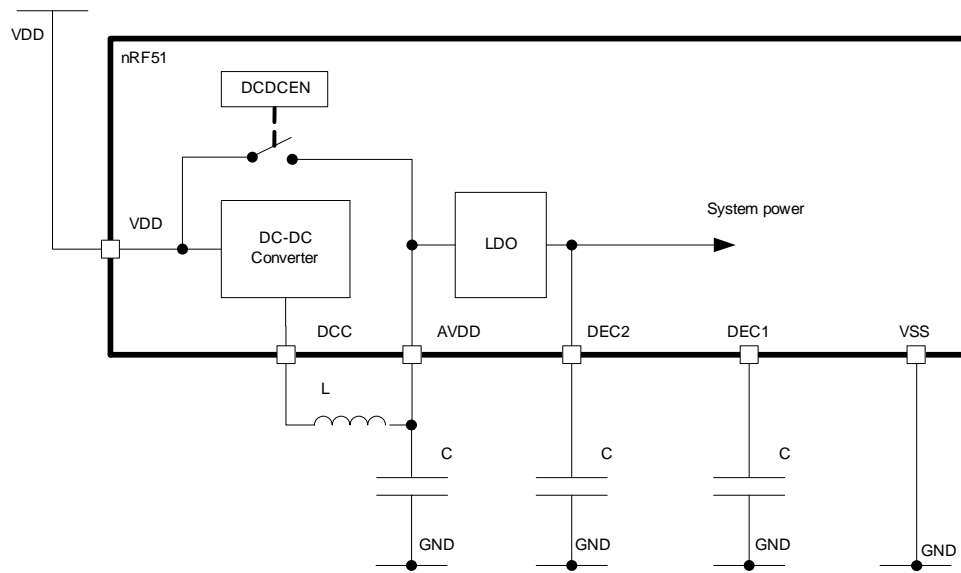 VDD
nRF51
DCDCEN
VDD
DC-DC
Converter
LDO
System power
DCC
AVDD
DEC2
DEC1
VSS
L
C
C
C
GND
GND
GND
GND